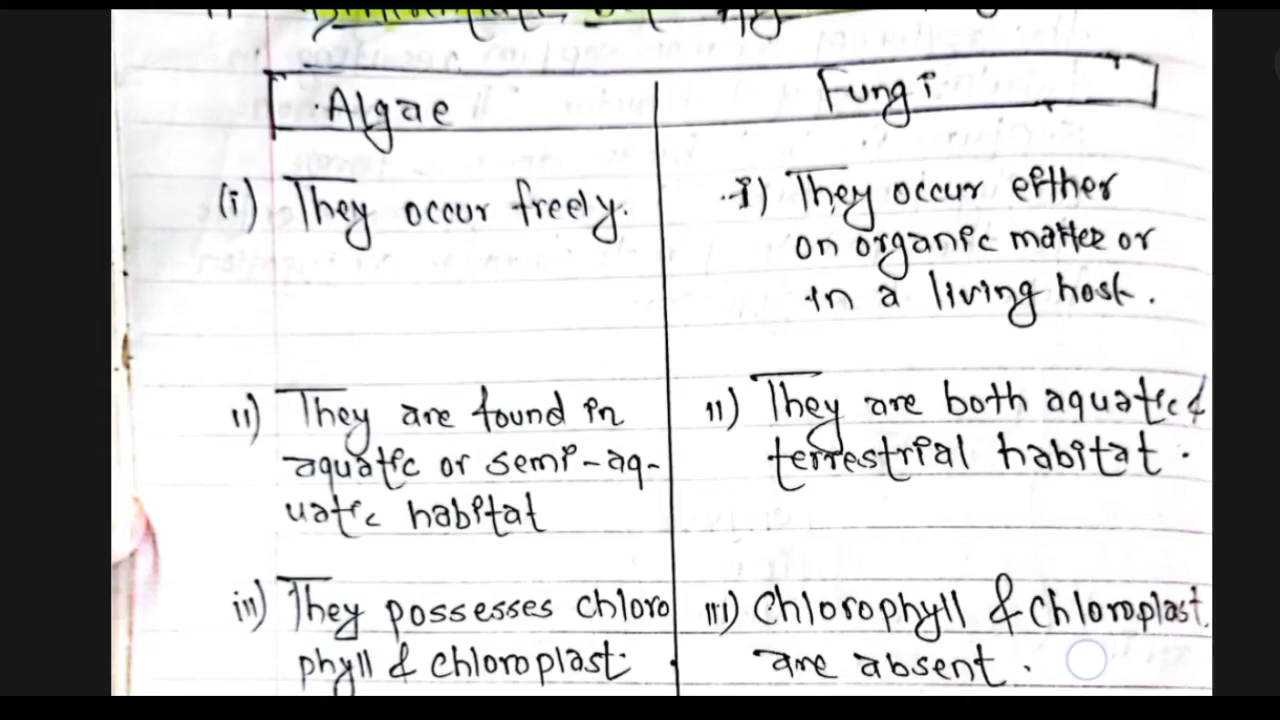 Algae
Fungi
(i) They occur freely.
i) They occur either
on organic matter or
in a living host.
ii) They are found in
aquatic or semi-aq-
uatic habitat
ii) They are both aquatic &
terrestrial habitat.
iii) They possesses chloro
phyll & chloroplast.
iii) Chlorophyll & chloroplast
are absent.